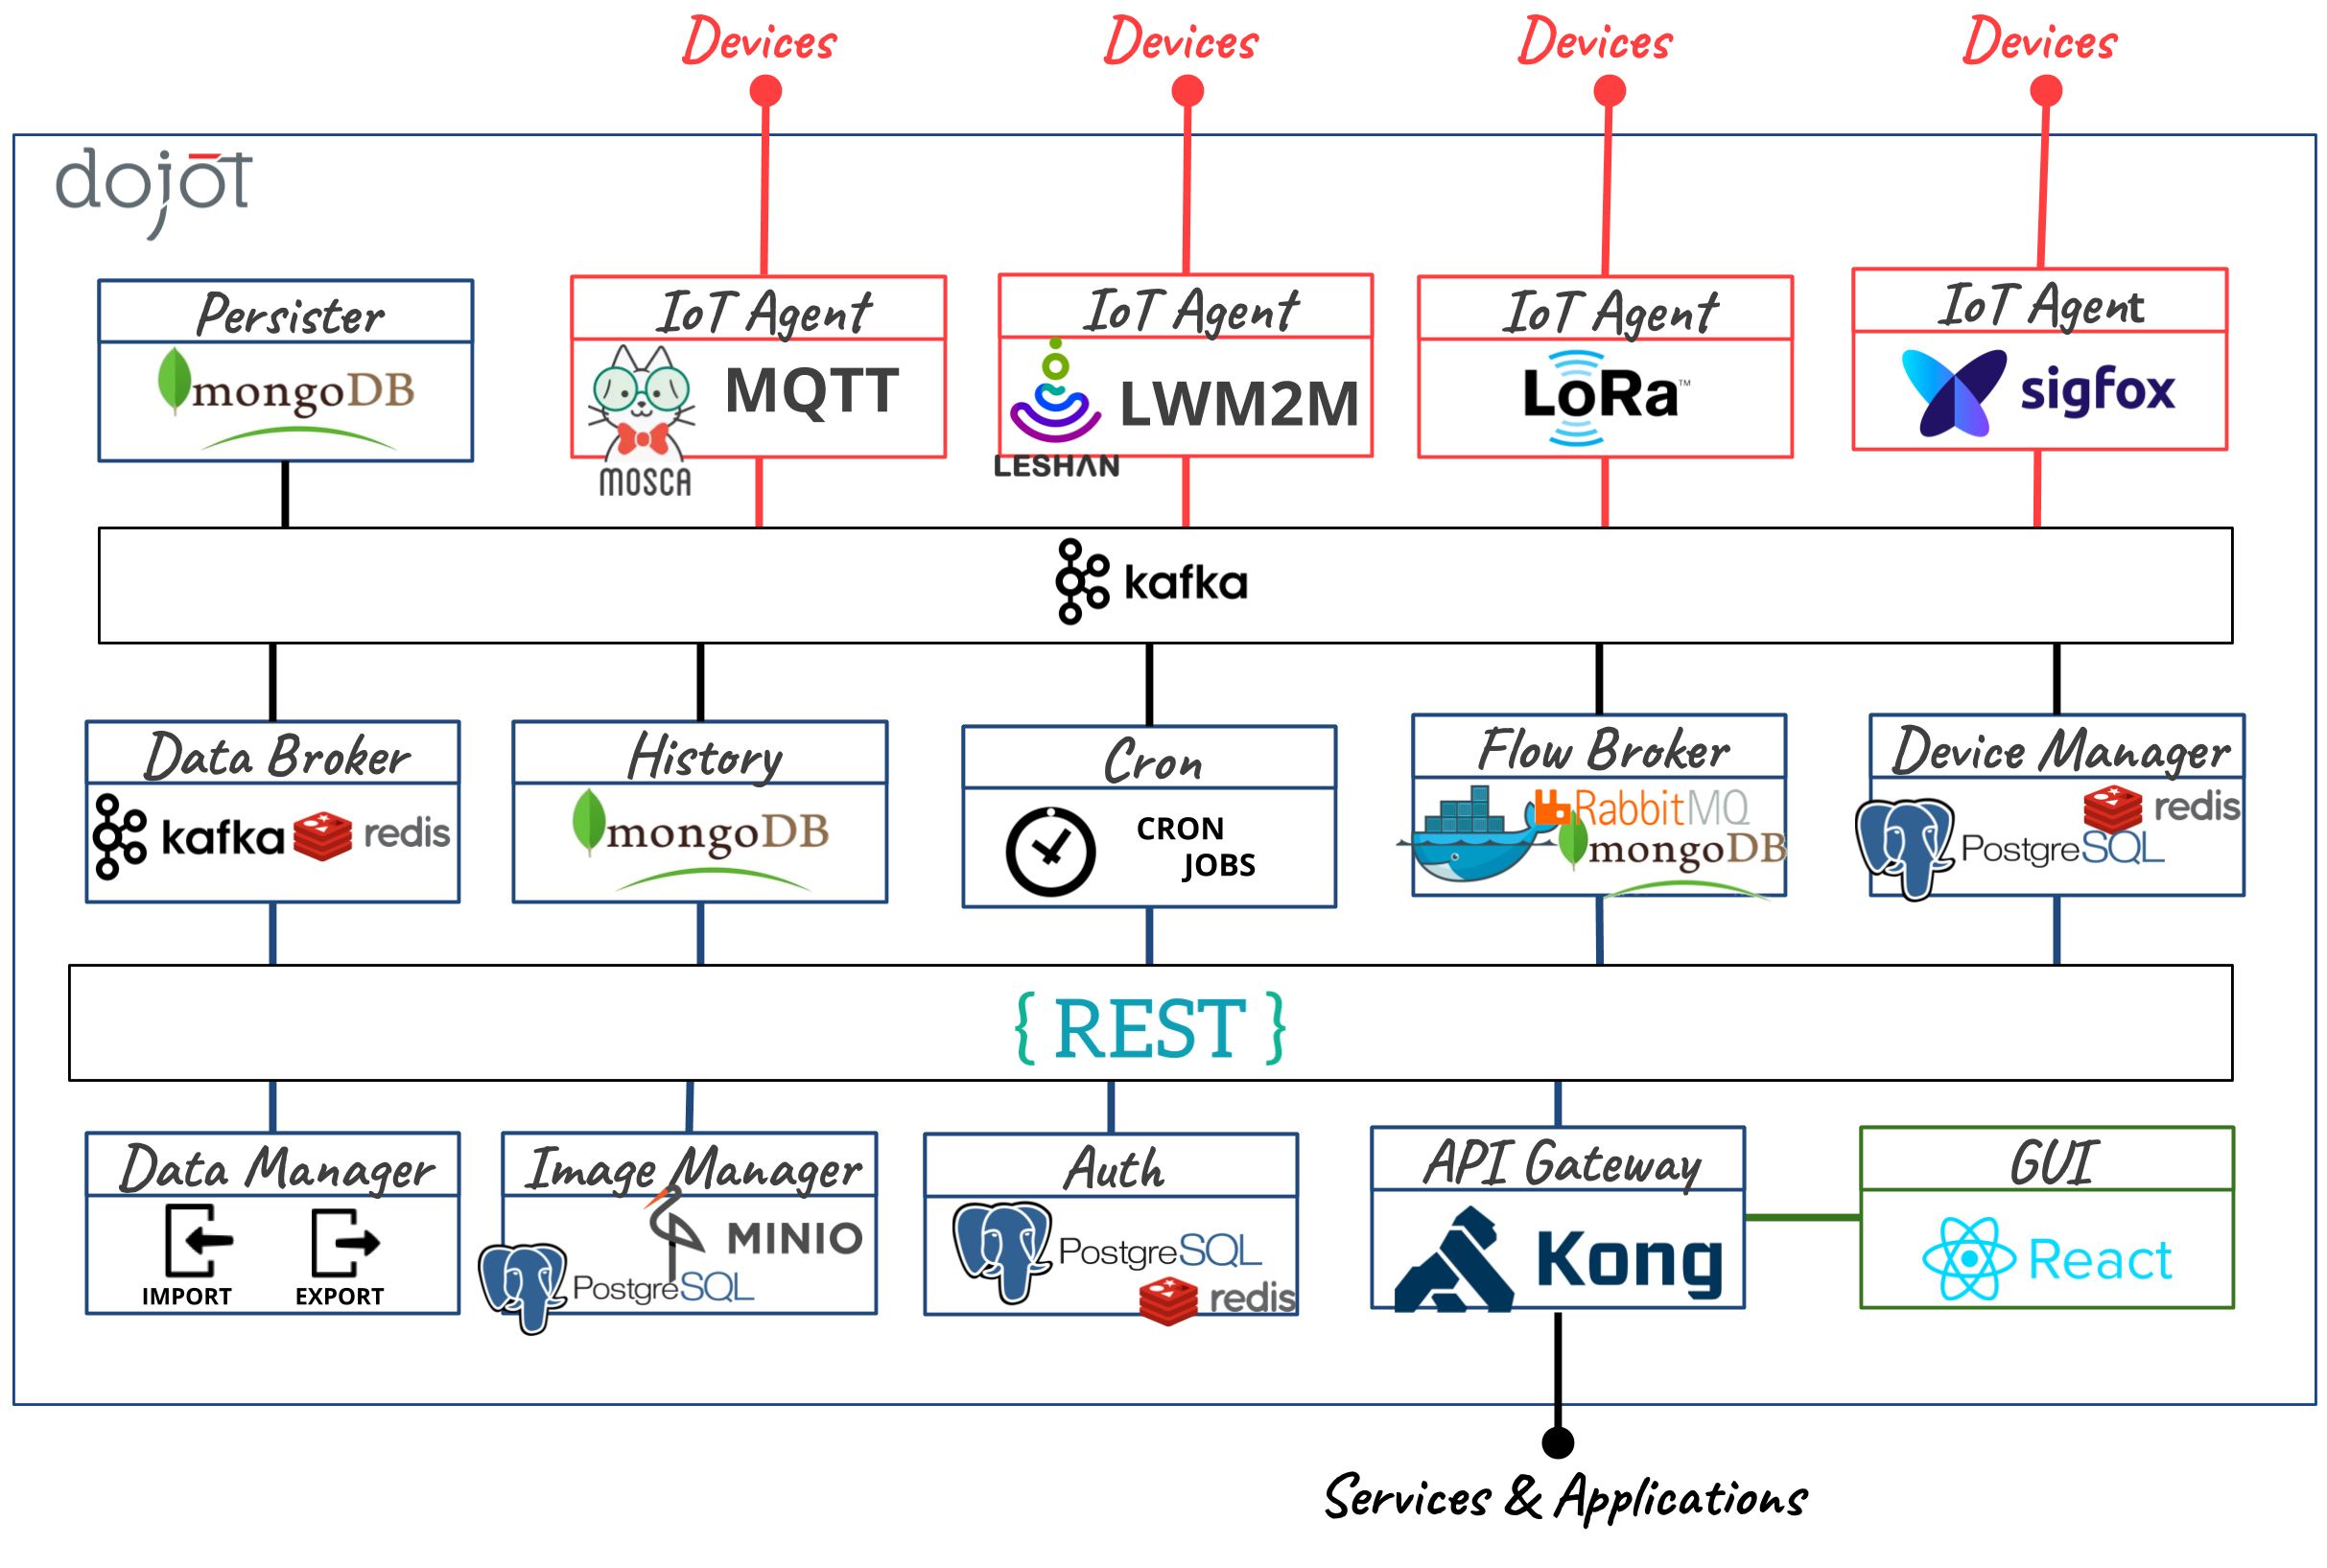 Devices
Devices
Devices
Devices
dojot
Persister
mongoDB
IoT Agent
MQTT
MOSCA
IoT Agent
LWM2M
LESHAN
IoT Agent
LoRa™
IoT Agent
sigfox
kafka
Data Broker
kafka
redis
History
mongoDB
Cron
CRON
JOBS
Flow Broker
RabbitMQ
mongoDB
Device Manager
redis
PostgreSQL
{ REST }
Data Manager
IMPORT
EXPORT
Image Manager
MINIO
PostgreSQL
Auth
PostgreSQL
redis
API Gateway
Kong
GUI
React
Services & Applications